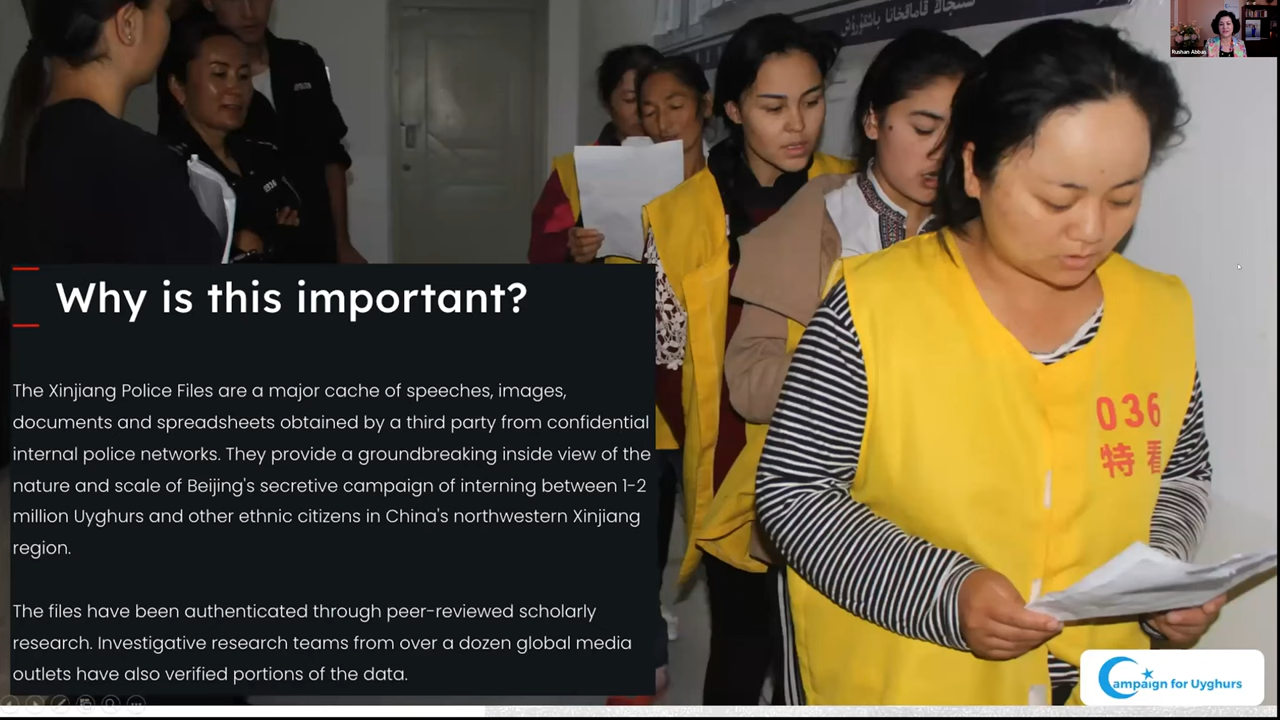 Rushan Abbas
Why is this important?
The Xinjiang Police Files are a major cache of speeches, images,
documents and spreadsheets obtained by a third party from confidential
internal police networks. They provide a groundbreaking inside view of the
nature and scale of Beijing's secretive campaign of interning between 1-2
million Uyghurs and other ethnic citizens in China's northwestern Xinjiang
region.
The files have been authenticated through peer-reviewed scholarly
research. Investigative research teams from over a dozen global media
outlets have also verified portions of the data.
036
特看
Campaign for Uyghurs